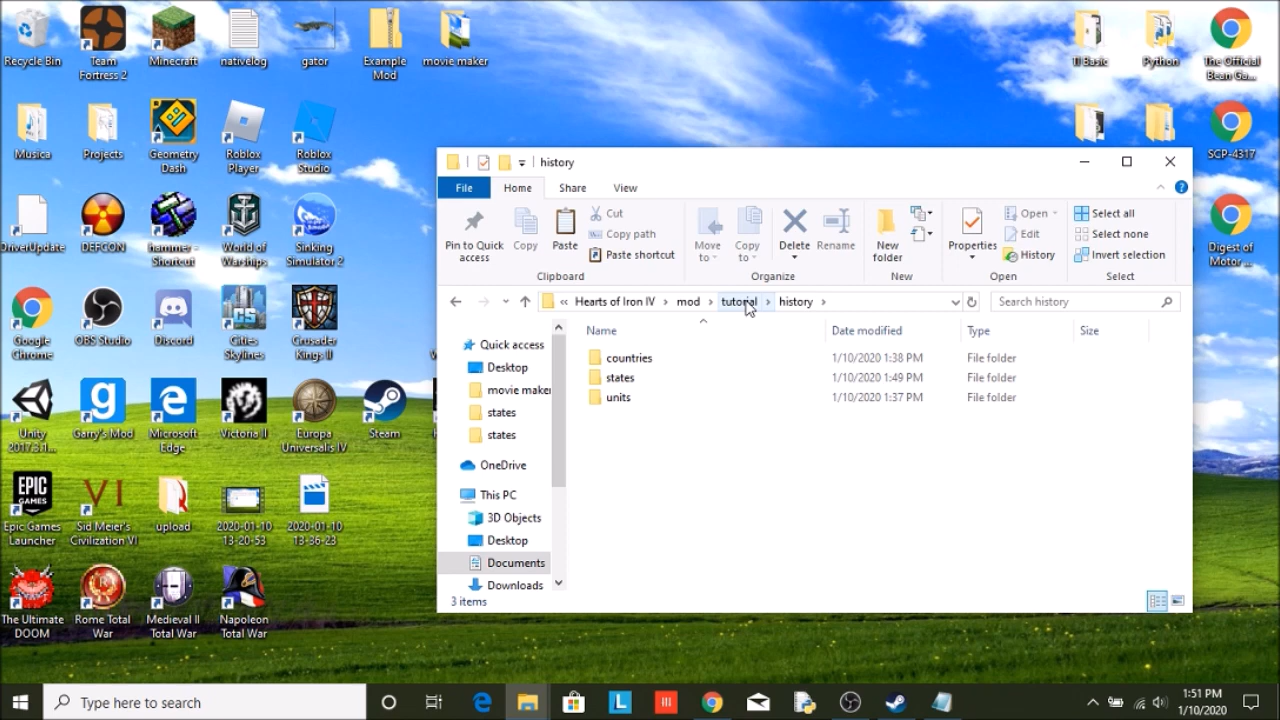 Recycle Bin
Team
Fortress 2
Minecraft
nativelog
gator
Example
Mod
movie maker
TI Basic
Python
The Official
Bean Ga...
Musica
Projects
Geometry
Dash
Roblox
Player
Roblox
Studio
SCP-4317
DriverUpdate
DEFCON
hammer -
Shortcut
World of
Warships
Sinking
Simulator 2
Digest of
Motor ...
Google
Chrome
OBS Studio
Discord
Cities
Skylines
Crusader
Kings II
Unity
2017.3.1...
Garry's Mod
Microsoft
Edge
Victoria II
Europa
Universalis IV
Steam
EPIC
GAMES
Epic Games
Launcher
VI
Sid Meier's
Civilization VI
upload
2020-01-10
13-20-53
2020-01-10
13-36-23
The Ultimate
DOOM
Rome Total
War
Medieval II
Total War
Napoleon
Total War
history
File
Home
Share
View
Pin to Quick
access
Copy
Paste
Cut
Copy path
Paste shortcut
Clipboard
Move
to
Copy
to
Delete
Rename
Organize
New
folder
New
Properties
Open
Edit
History
Open
Select all
Select none
Invert selection
Select
« Hearts of Iron IV › mod › tutorial › history ›
Search history
Name
Date modified
Type
Size
countries 1/10/2020 1:38 PM File folder
states 1/10/2020 1:49 PM File folder
units 1/10/2020 1:37 PM File folder
Quick access
Desktop
movie maker
states
states
OneDrive
This PC
3D Objects
Desktop
Documents
Downloads
3 items
Type here to search
1:51 PM
1/10/2020